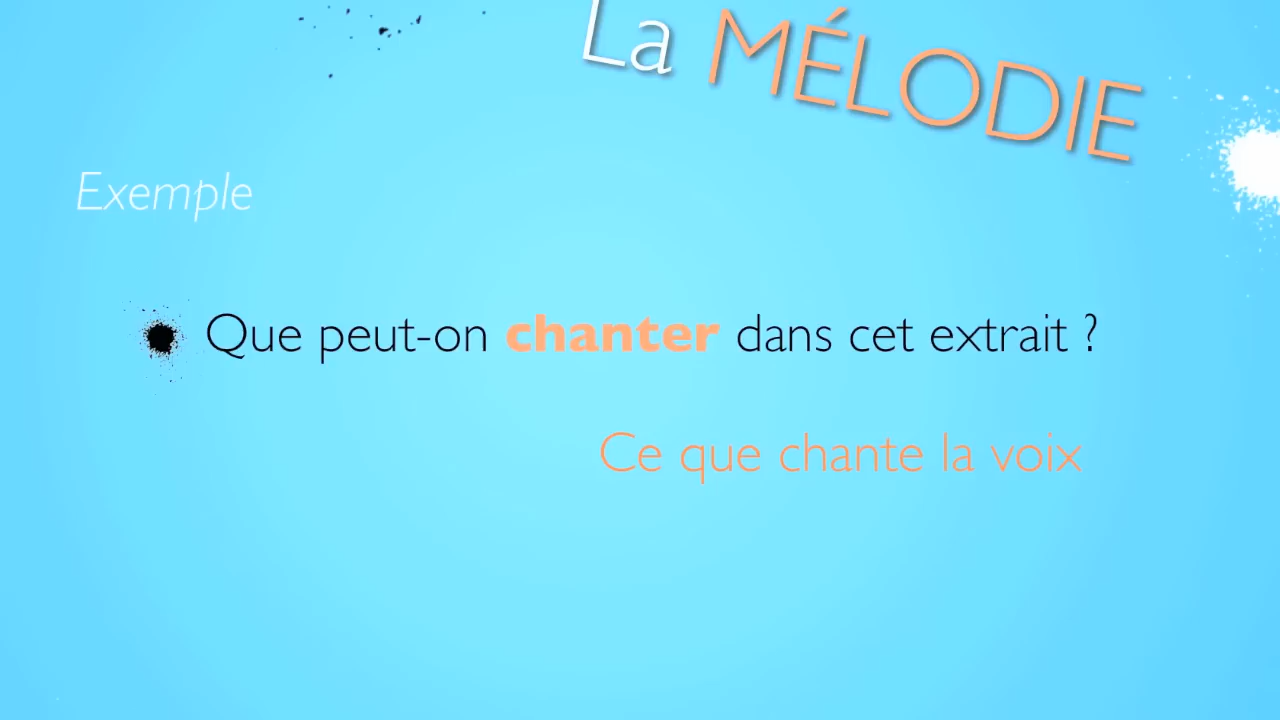 La MÉLODIE
Exemple
Que peut-on chanter dans cet extrait ?
Ce que chante la voix